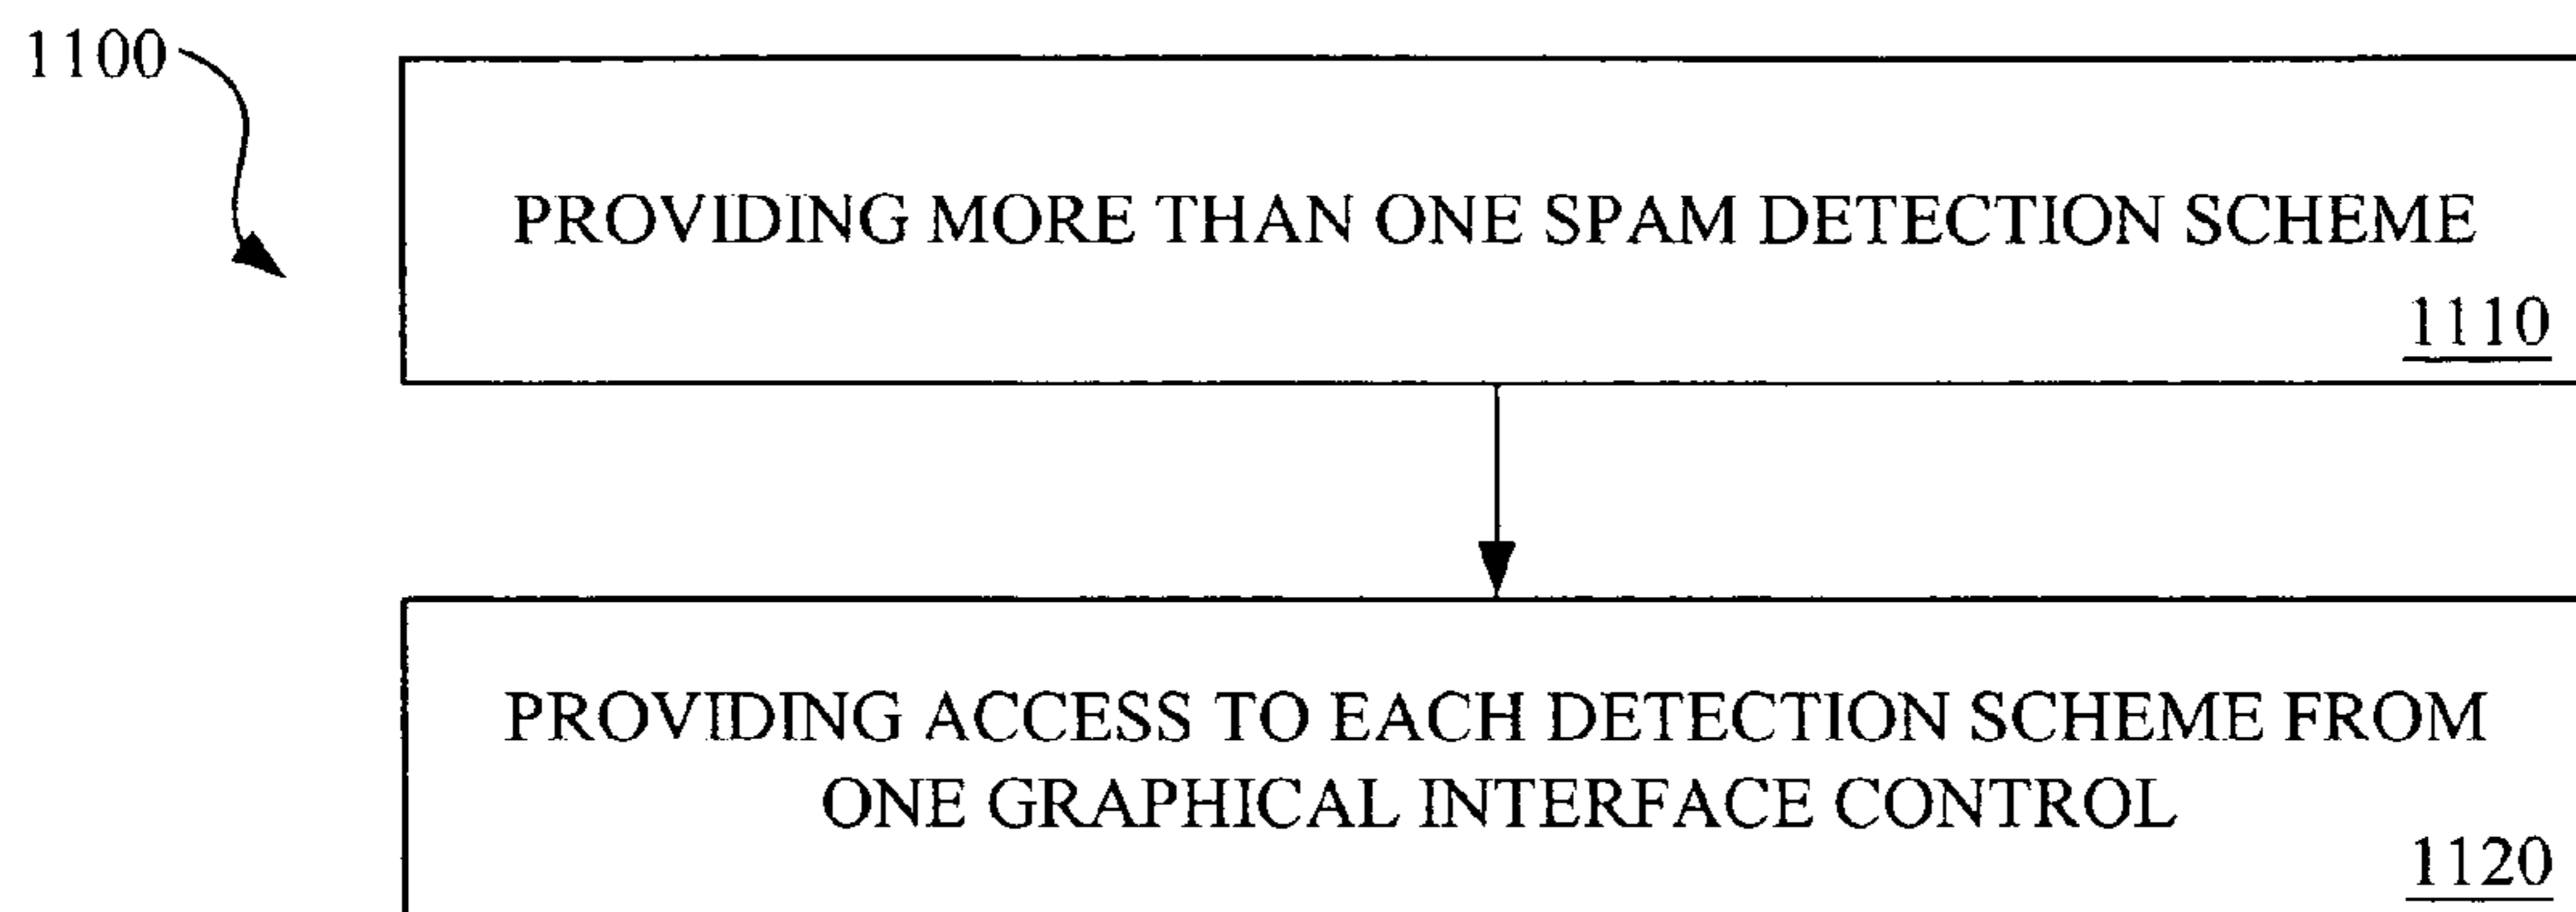 1100
PROVIDING MORE THAN ONE SPAM DETECTION SCHEME
1110
PROVIDING ACCESS TO EACH DETECTION SCHEME FROM
ONE GRAPHICAL INTERFACE CONTROL
1120